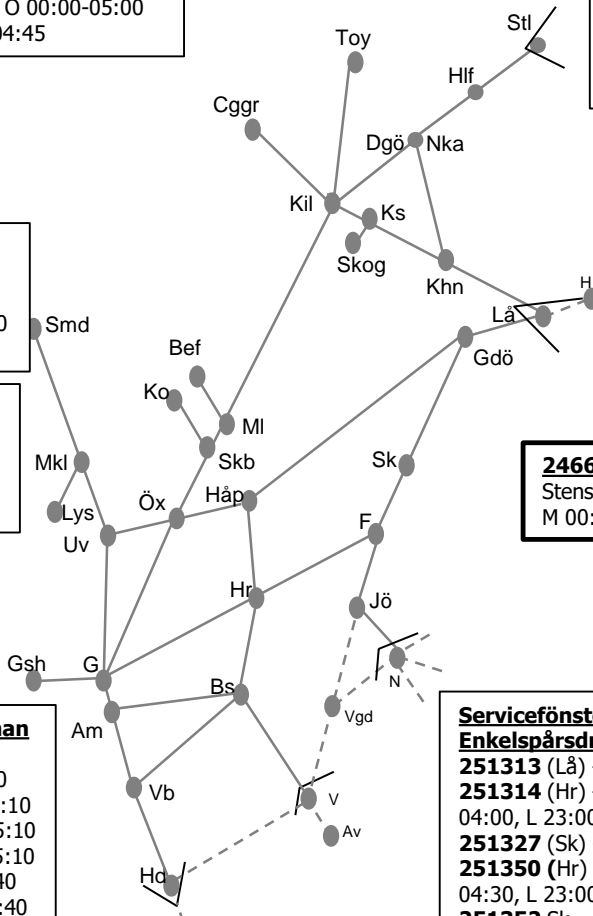 O 00:00-05:00
04:45
Stl
Toy
Hlf
Cggr
Dgö
Nka
Kil
Ks
Skog
Khn
H
Lå
Smd
Gdö
Bef
Ko
Ml
Skb
Mkl
Sk
2466
Öx
Håp
Stens
M 00:
Lys
Uv
F
Hr
Jö
Gsh
G
Bs
N
Am
Vgd
Servicefönst
Enkelspårsd
251313 (Lå)
251314 (Hr)
04:00, L 23:00
251327 (Sk)
251350 (Hr)
04:30, L 23:00
Vb
V
Av
Hd
0
:10
5:10
5:10
40
:40